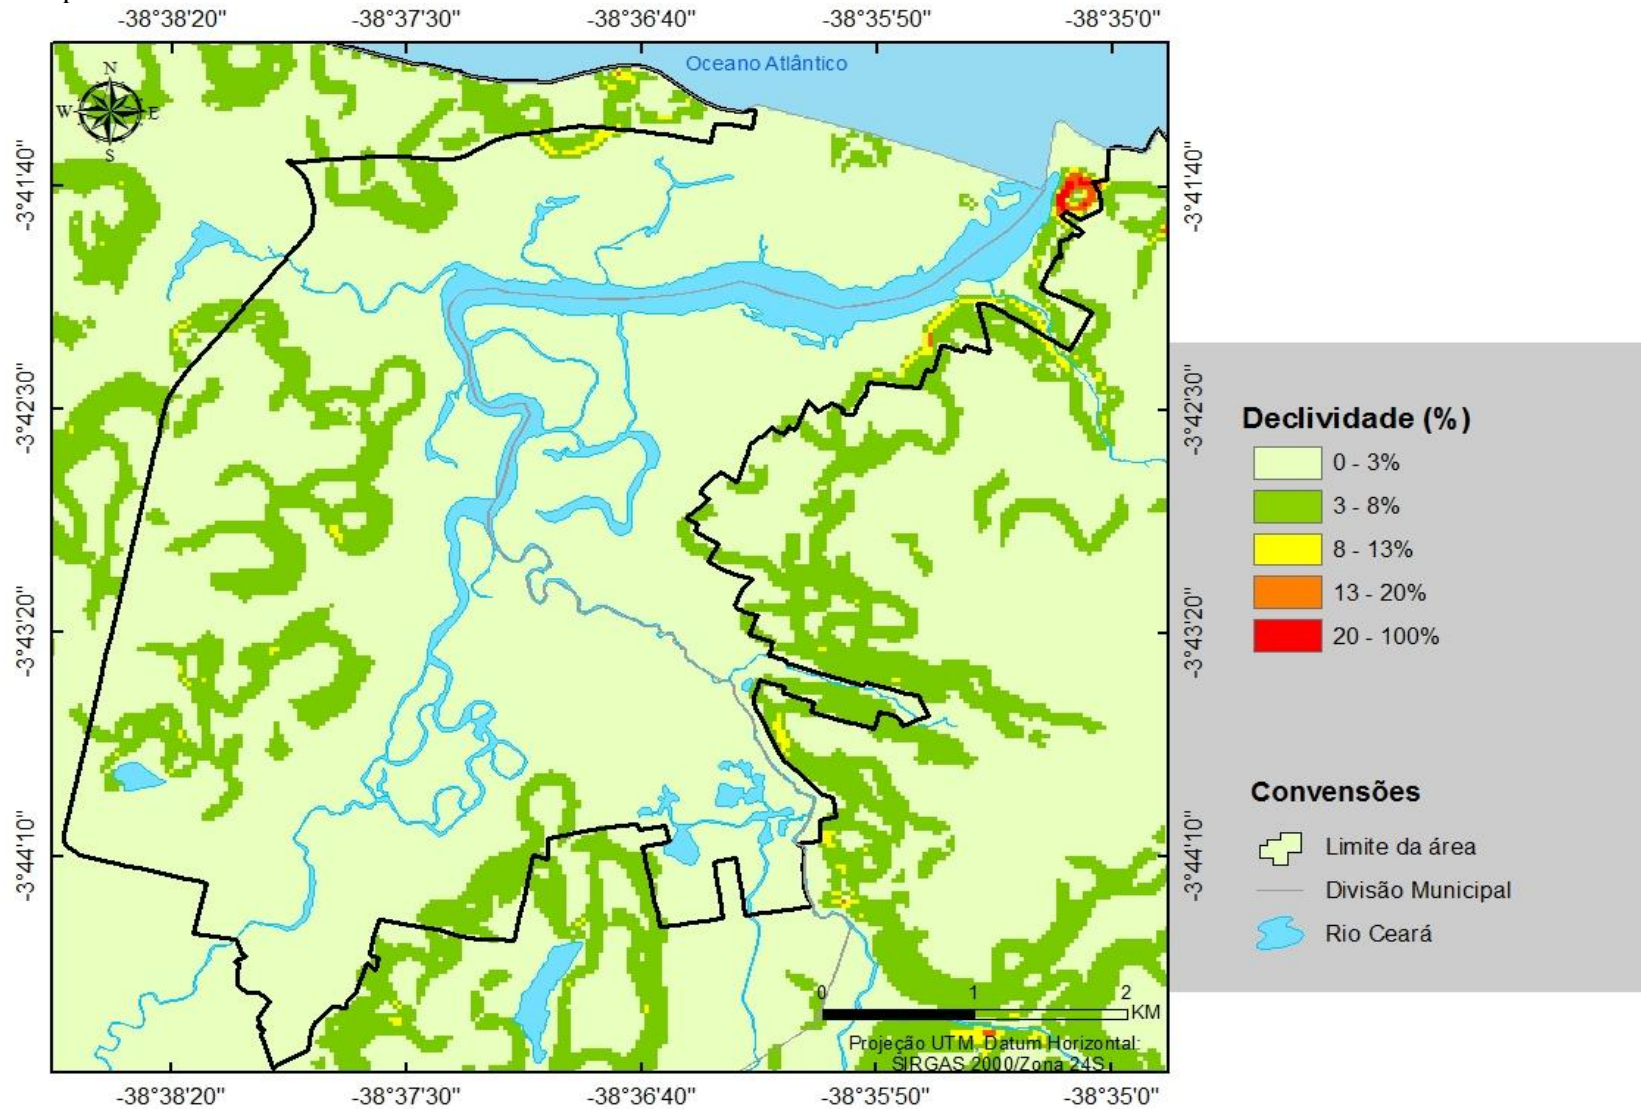 -38°38'20"
-38°37'30"
-38°36'40"
-38°35'50"
-38°35'0"
Oceano Atlântico
N
W
E
S
-3°41'40"
-3°41'40"
-3°42'30"
-3°42'30"
-3°43'20"
-3°43'20"
-3°44'10"
-3°44'10"
Declividade (%)
0 - 3%
3 - 8%
8 - 13%
13 - 20%
20 - 100%
Convensões
Limite da área
Divisão Municipal
Rio Ceará
0 1 2
KM
Projeção UTM, Datum Horizontal:
SIRGAS 2000/Zona 24S
-38°38'20"
-38°37'30"
-38°36'40"
-38°35'50"
-38°35'0"